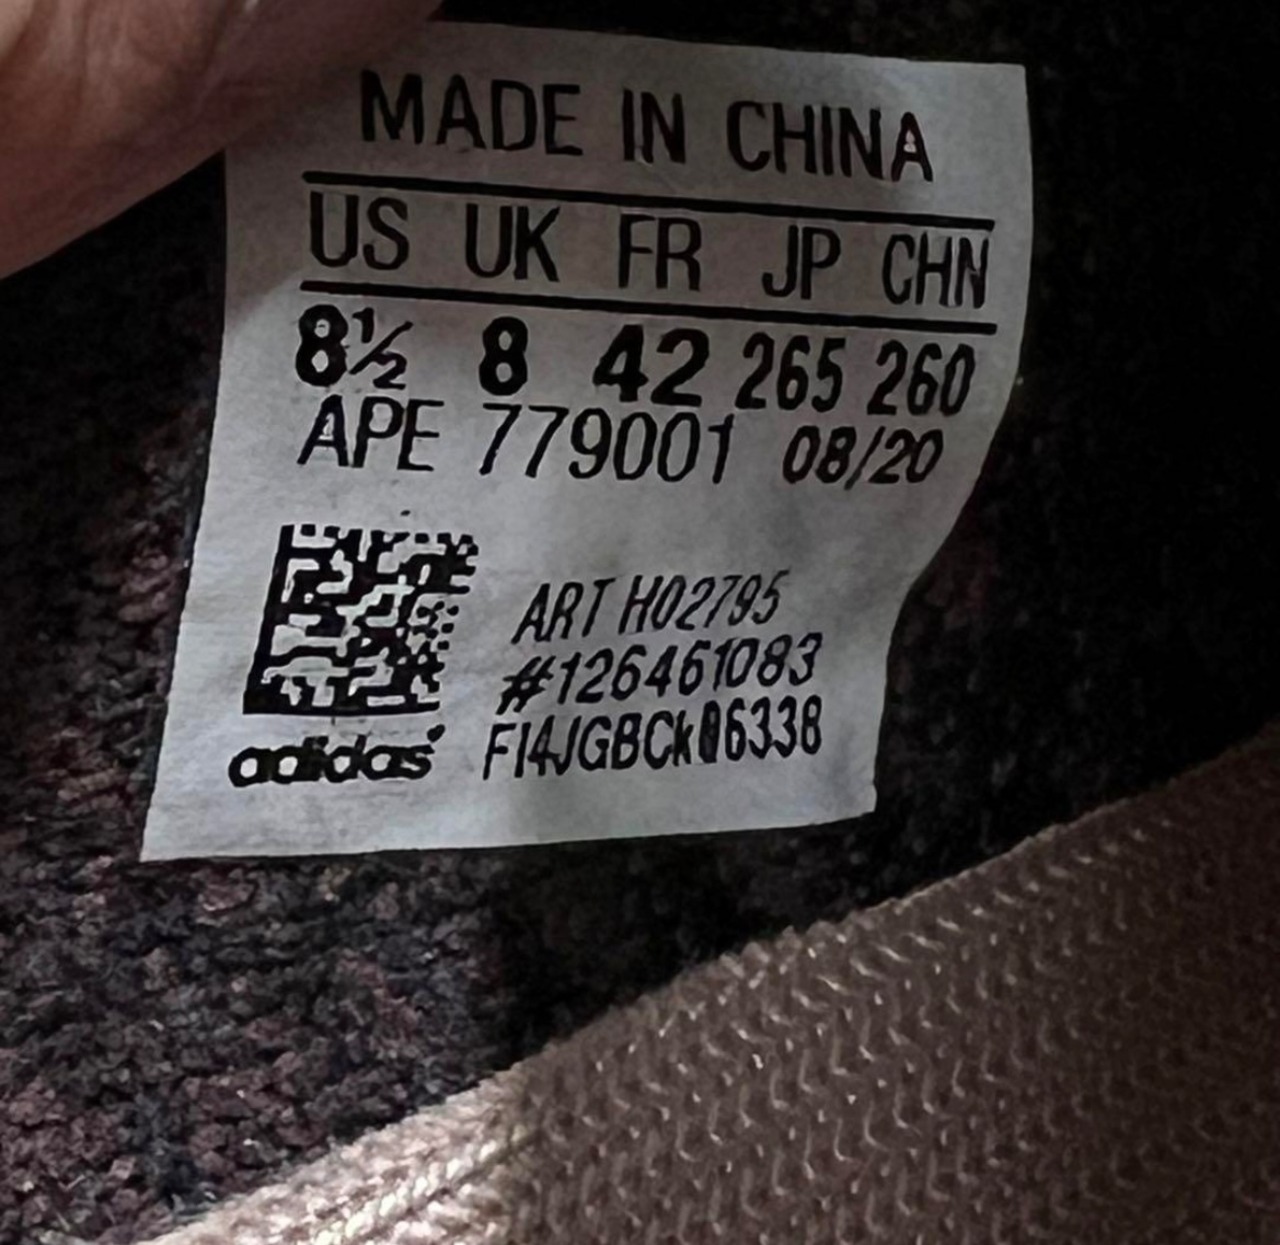 MADE IN CHINA
US UK FR JP CHN
8½ 8 42 265 260
APE 779001 08/20
ART H02795
#126461083
adidas